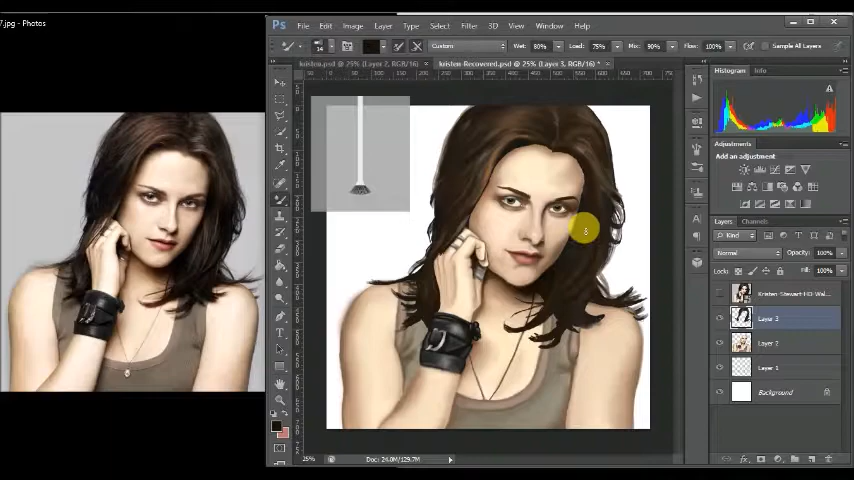 7.jpg - Photos
Ps File Edit Image Layer Type Select Filter 3D View Window Help
14 Custom Wet: 80% Load: 75% Mix: 90% Flow: 100% Sample All Layers
kristen.psd @ 25% (Layer 2, RGB/16) * kristen-Recovered.psd @ 25% (Layer 3, RGB/16) *
Histogram Info
Adjustments
Add an adjustment
Layers Channels
Kind
Normal Opacity: 100%
Lock: Fill: 100%
Kristen-Stewart-HD-Wal...
Layer 3
Layer 2
Layer 1
Background
25% Doc: 24.0M/129.7M